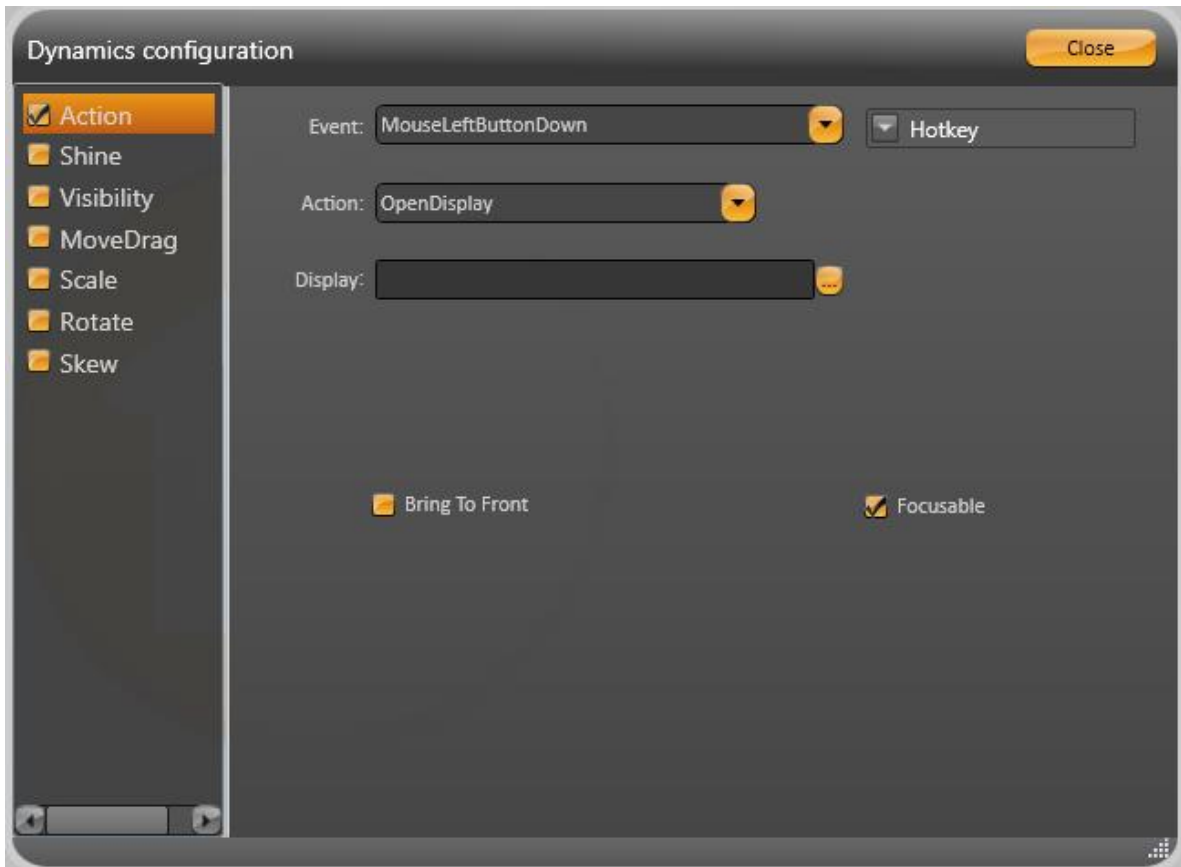 Dynamics configuration
Close
Action
Shine
Visibility
MoveDrag
Scale
Rotate
Skew
Event: MouseLeftButtonDown
Hotkey
Action: OpenDisplay
Display: ...
Bring To Front
Focusable